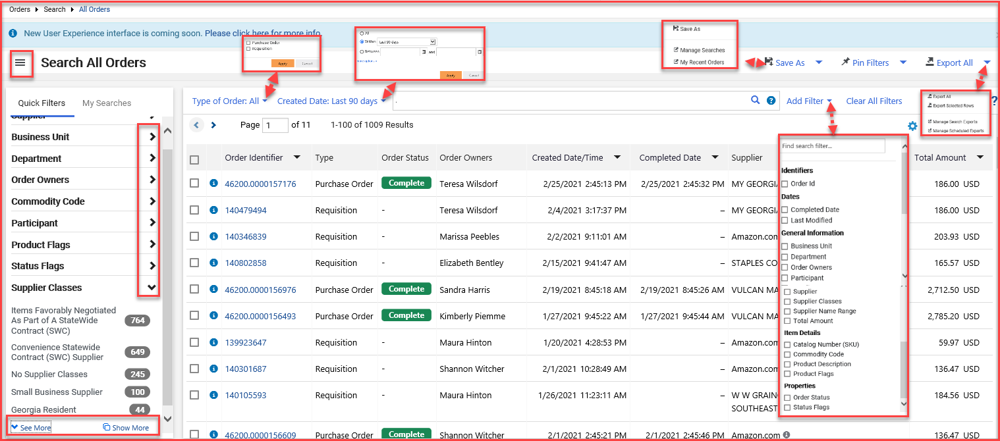 Orders Search All Orders
New User Experience interface is coming soon. Please click here for more info.
Purchase Order
Requisition
Apply Cancel
All
Within Last 90 days
Between and
more options
Apply Cancel
Save As
Manage Searches
My Recent Orders
Search All Orders
Save As Pin Filters Export All
Export All
Export Selected Rows
Manage Search Exports
Manage Scheduled Exports
Quick Filters My Searches
Supplier
Business Unit
Department
Order Owners
Commodity Code
Participant
Product Flags
Status Flags
Supplier Classes
Items Favorably Negotiated
As Part of A StateWide 764
Contract (SWC)
Convenience Statewide 649
Contract (SWC) Supplier
No Supplier Classes 245
Small Business Supplier 100
Georgia Resident 44
See More Show More
Type of Order: All Created Date: Last 90 days . ? Add Filter Clear All Filters ?
Page 1 of 11 1-100 of 1009 Results
Order Identifier Type Order Status Order Owners Created Date/Time Completed Date Supplier Total Amount
46200.0000157176 Purchase Order Complete Teresa Wilsdorf 2/25/2021 2:45:13 PM 2/25/2021 2:45:32 PM MY GEORGIA 186.00 USD
140479494 Requisition - Teresa Wilsdorf 2/4/2021 3:17:37 PM – MY GEORGIA 186.00 USD
140346839 Requisition - Marissa Peebles 2/2/2021 9:11:01 AM – Amazon.com 203.93 USD
140802858 Requisition - Elizabeth Bentley 2/15/2021 9:41:47 AM – STAPLES CO 165.57 USD
46200.0000156976 Purchase Order Complete Sandra Harris 2/19/2021 8:45:18 AM 2/19/2021 8:45:26 AM VULCAN MA 2,712.50 USD
46200.0000156493 Purchase Order Complete Kimberly Piemme 1/27/2021 9:45:22 AM 1/27/2021 9:45:44 AM VULCAN MA 2,785.20 USD
139923647 Requisition - Maura Hinton 1/20/2021 4:28:53 PM – Amazon.com 59.97 USD
140301687 Requisition - Shannon Witcher 2/1/2021 10:28:49 AM – Amazon.com 136.47 USD
140105593 Requisition - Maura Hinton 1/26/2021 11:23:11 AM – W W GRAING 184.56 USD
SOUTHEAST
46200.0000156609 Purchase Order Complete Shannon Witcher 2/1/2021 2:45:21 PM 2/1/2021 2:45:46 PM Amazon.com 136.47 USD
Find search filter...
Identifiers
Order Id
Dates
Completed Date
Last Modified
General Information
Business Unit
Department
Order Owners
Participant
Supplier
Supplier Classes
Supplier Name Range
Total Amount
Item Details
Catalog Number (SKU)
Commodity Code
Product Description
Product Flags
Properties
Order Status
Status Flags